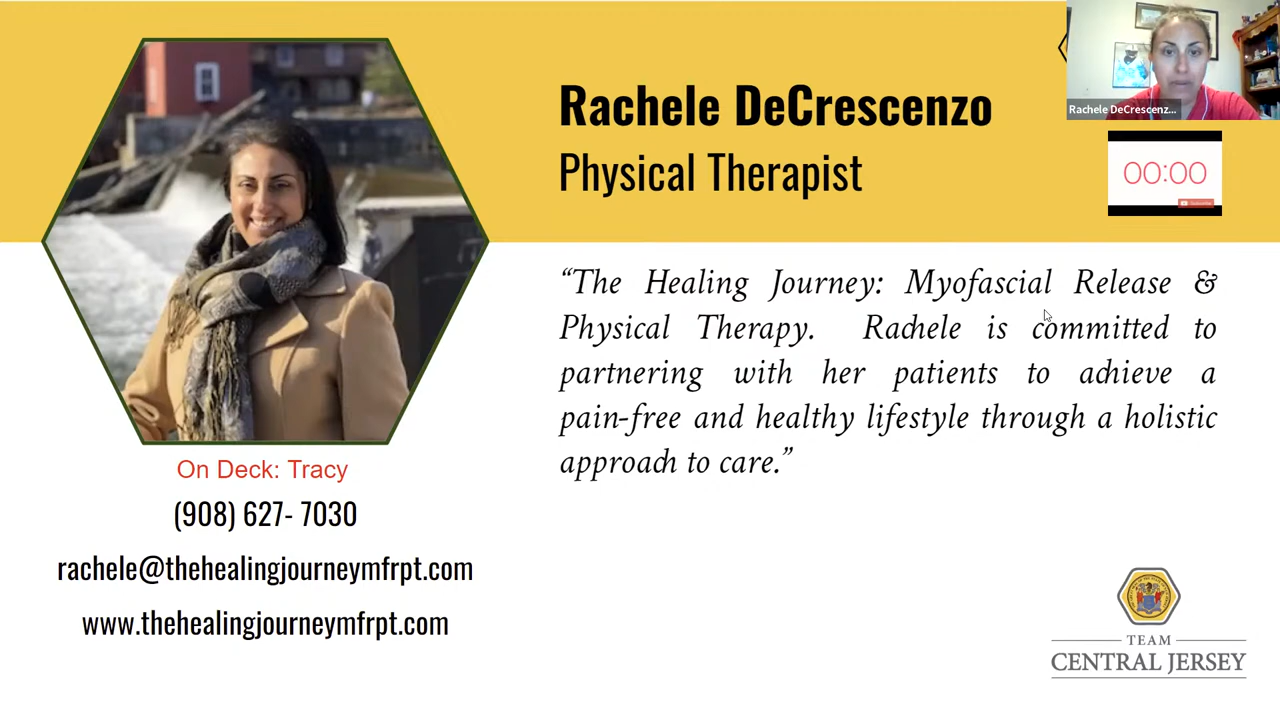 Rachele DeCrescenzo
Physical Therapist
Rachele DeCrescenz...
00:00
“The Healing Journey: Myofascial Release &
Physical Therapy. Rachele is committed to
partnering with her patients to achieve a
pain-free and healthy lifestyle through a holistic
approach to care.”
On Deck: Tracy
(908) 627- 7030
rachele@thehealingjourneymfrpt.com
www.thehealingjourneymfrpt.com
TEAM
CENTRAL JERSEY